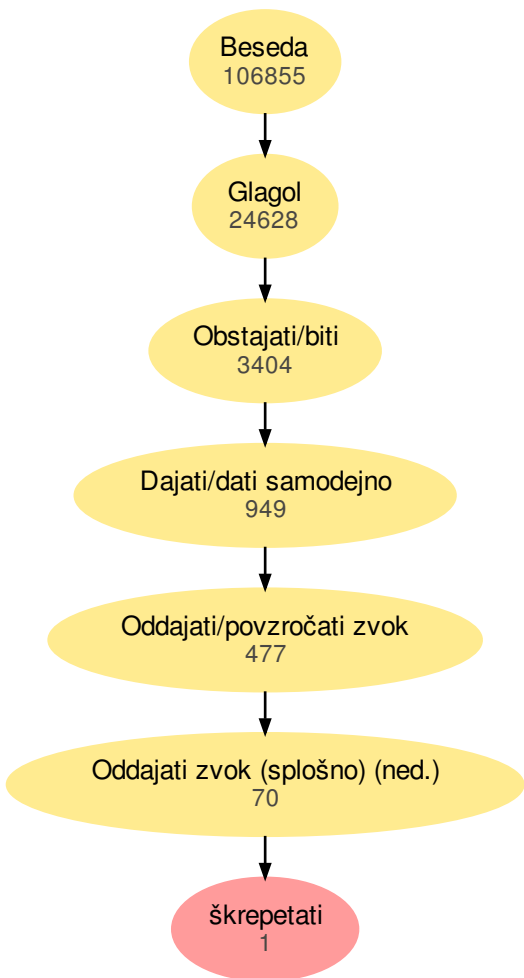 Beseda
106855
Glagol
24628
Obstajati/biti
3404
Dajati/dati samodejno
949
Oddajati/povzročati zvok
477
Oddajati zvok (splošno) (ned.)
70
škrepetati
1